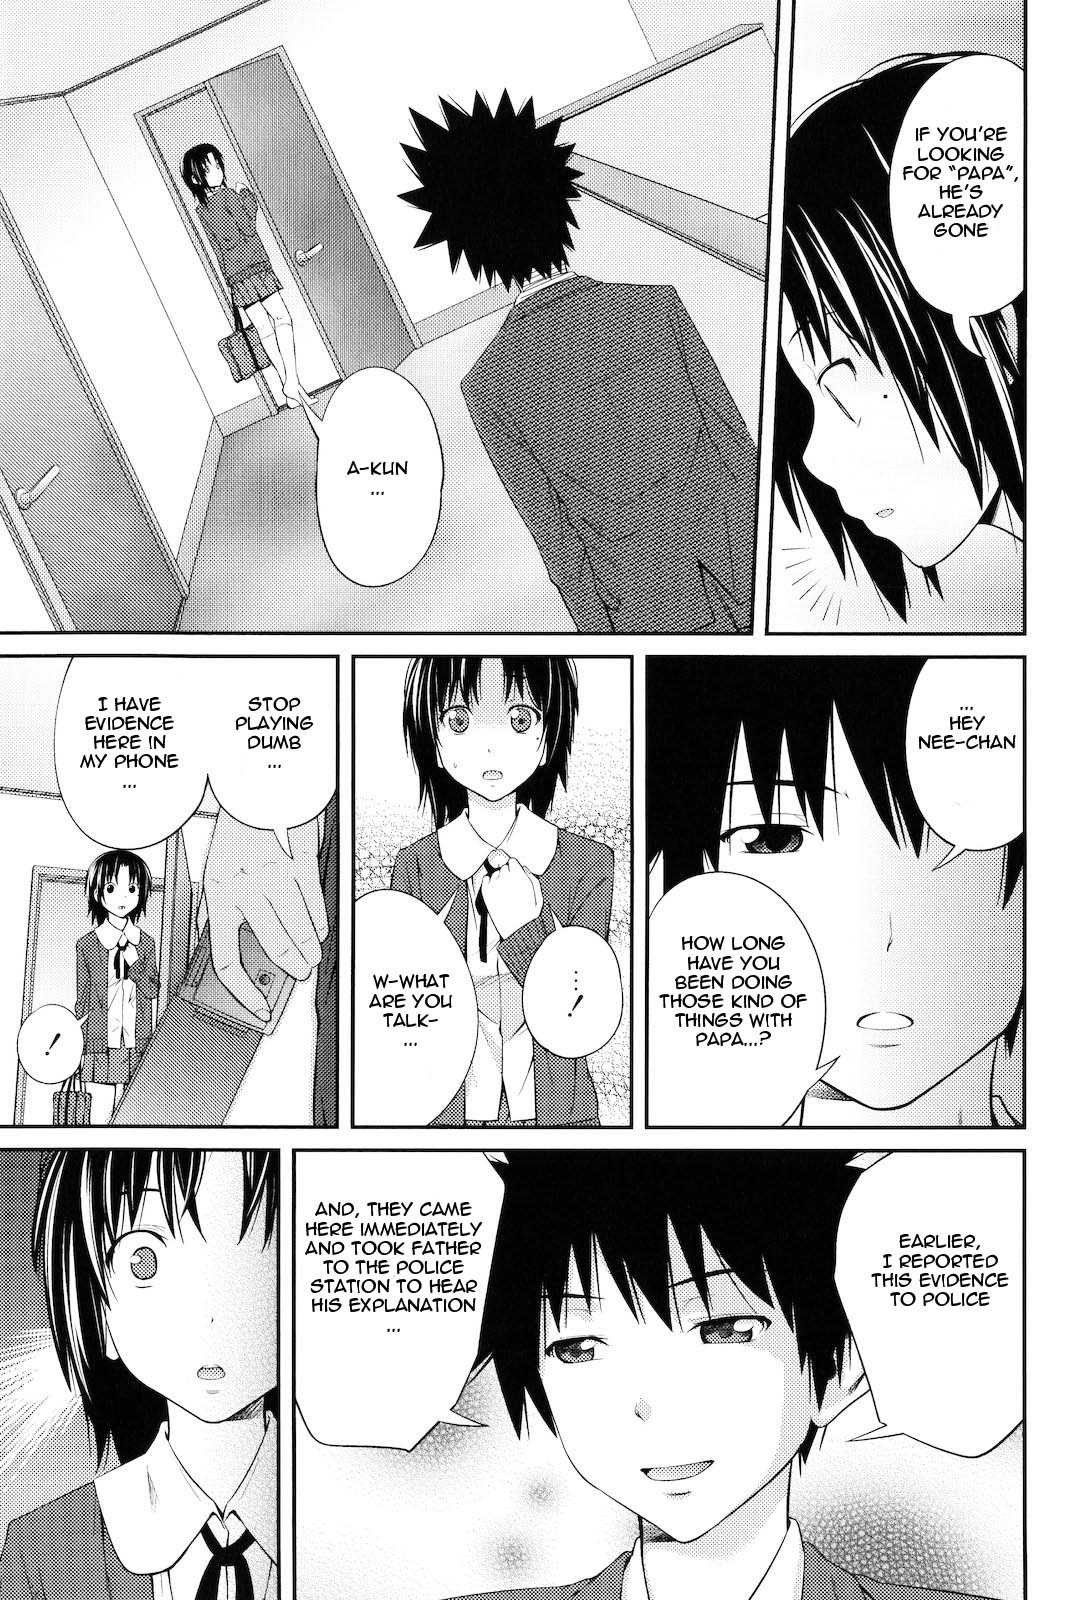 IF YOU'RE
LOOKING
FOR "PAPA",
HE'S
ALREADY
GONE
A-KUN
...
...
HEY
NEE-CHAN
HOW LONG
HAVE YOU
BEEN DOING
THOSE KIND OF
THINGS WITH
PAPA...?
...!
W-WHAT
ARE YOU
TALK-
...
STOP
PLAYING
DUMB
...
I HAVE
EVIDENCE
HERE IN
MY PHONE
...
!
EARLIER,
I REPORTED
THIS EVIDENCE
TO POLICE
AND, THEY CAME
HERE IMMEDIATELY
AND TOOK FATHER
TO THE POLICE
STATION TO HEAR
HIS EXPLANATION
...